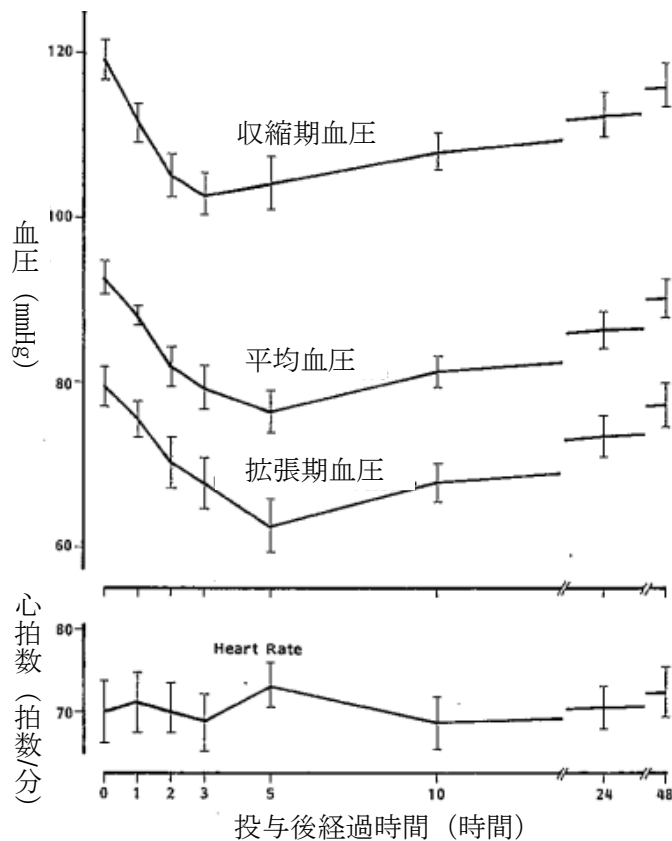 120
収縮期血圧
100
血圧（mmHg）
平均血圧
80
拡張期血圧
60
心拍数（拍数/分）
80
Heart Rate
70
0 1 2 3 5 10 24 48
投与後経過時間（時間）